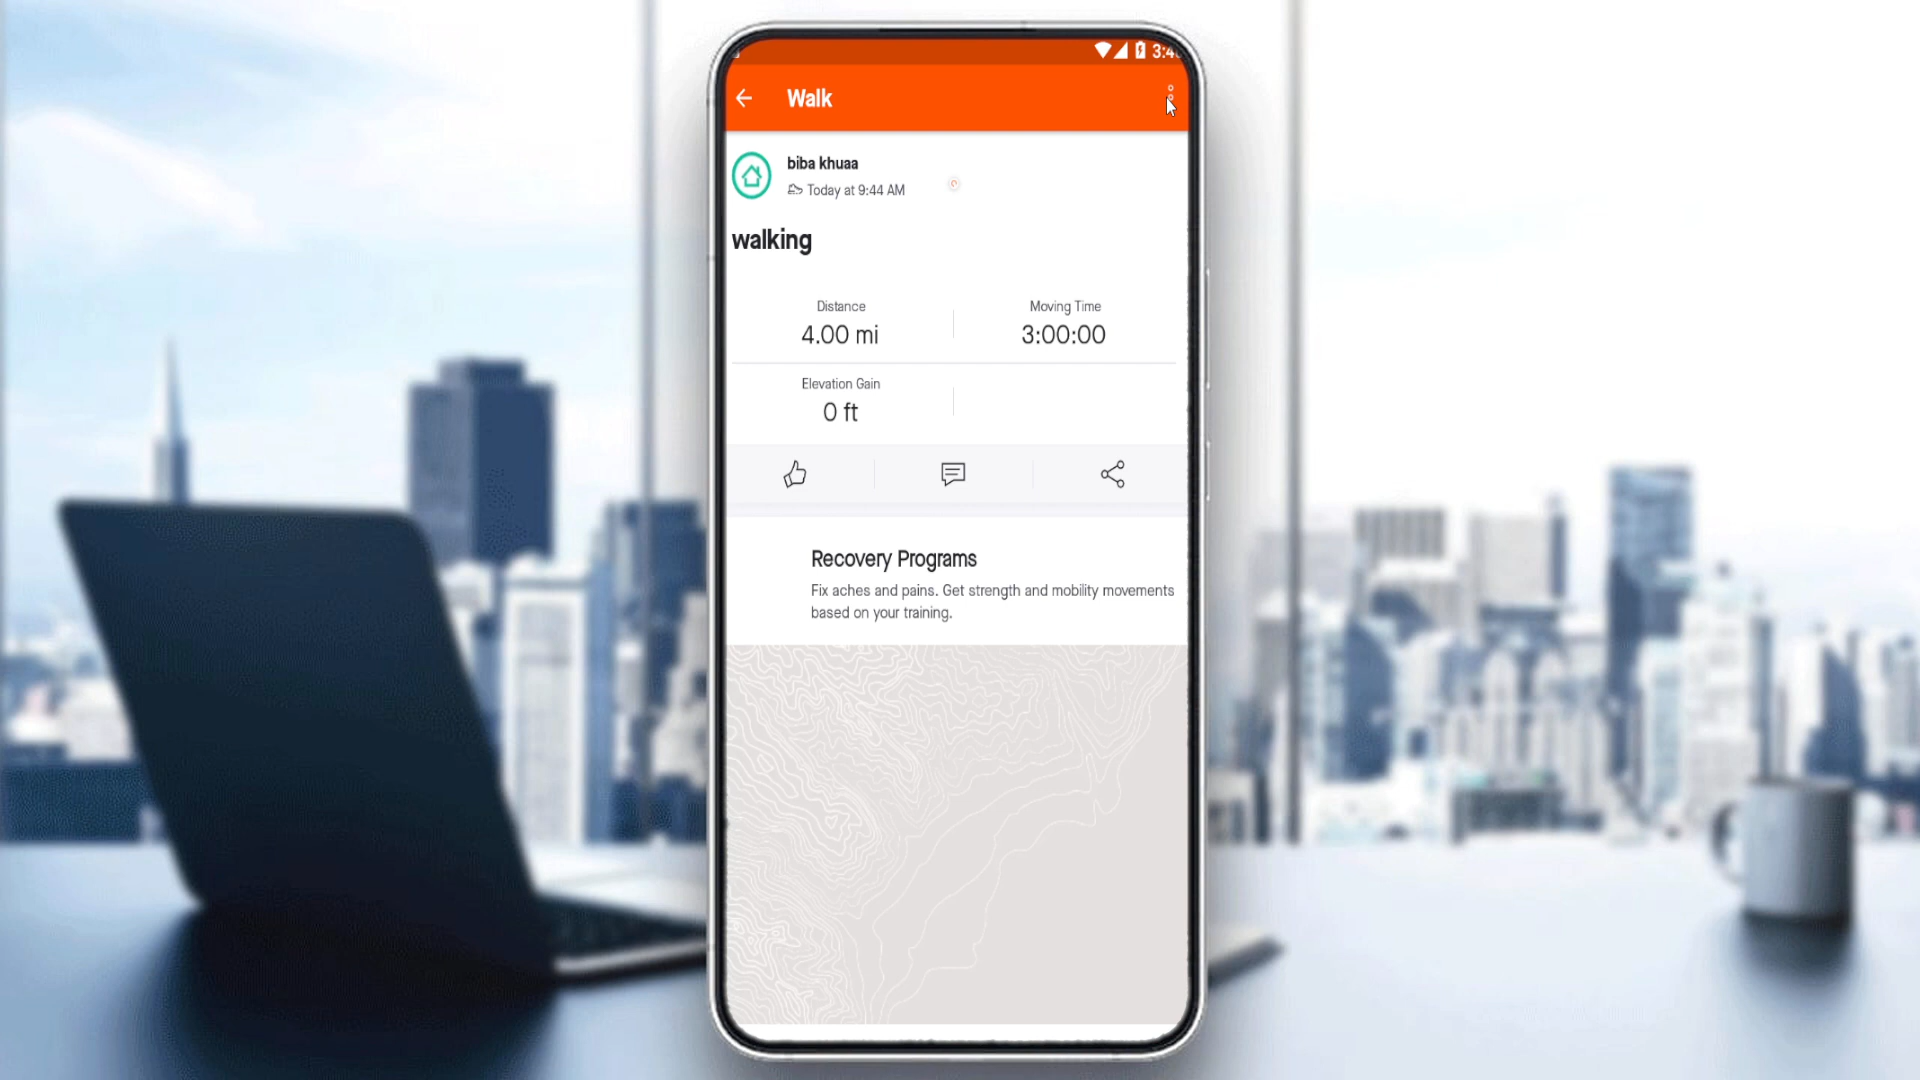 Walk
biba khuaa
Today at 9:44 AM
walking
Distance
4.00 mi
Moving Time
3:00:00
Elevation Gain
0 ft
Recovery Programs
Fix aches and pains. Get strength and mobility movements
based on your training.